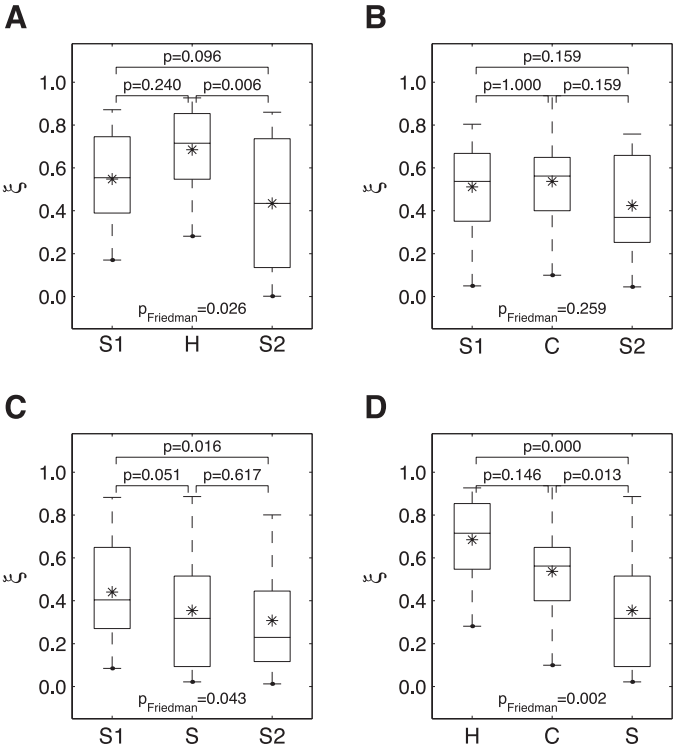 A
p=0.096
p=0.240 p=0.006
1.0
0.8
0.6
0.4
0.2
0.0
ξ
pFriedman=0.026
S1 H S2
B
p=0.159
p=1.000 p=0.159
1.0
0.8
0.6
0.4
0.2
0.0
ξ
pFriedman=0.259
S1 C S2
C
p=0.016
p=0.051 p=0.617
1.0
0.8
0.6
0.4
0.2
0.0
ξ
pFriedman=0.043
S1 S S2
D
p=0.000
p=0.146 p=0.013
1.0
0.8
0.6
0.4
0.2
0.0
ξ
pFriedman=0.002
H C S